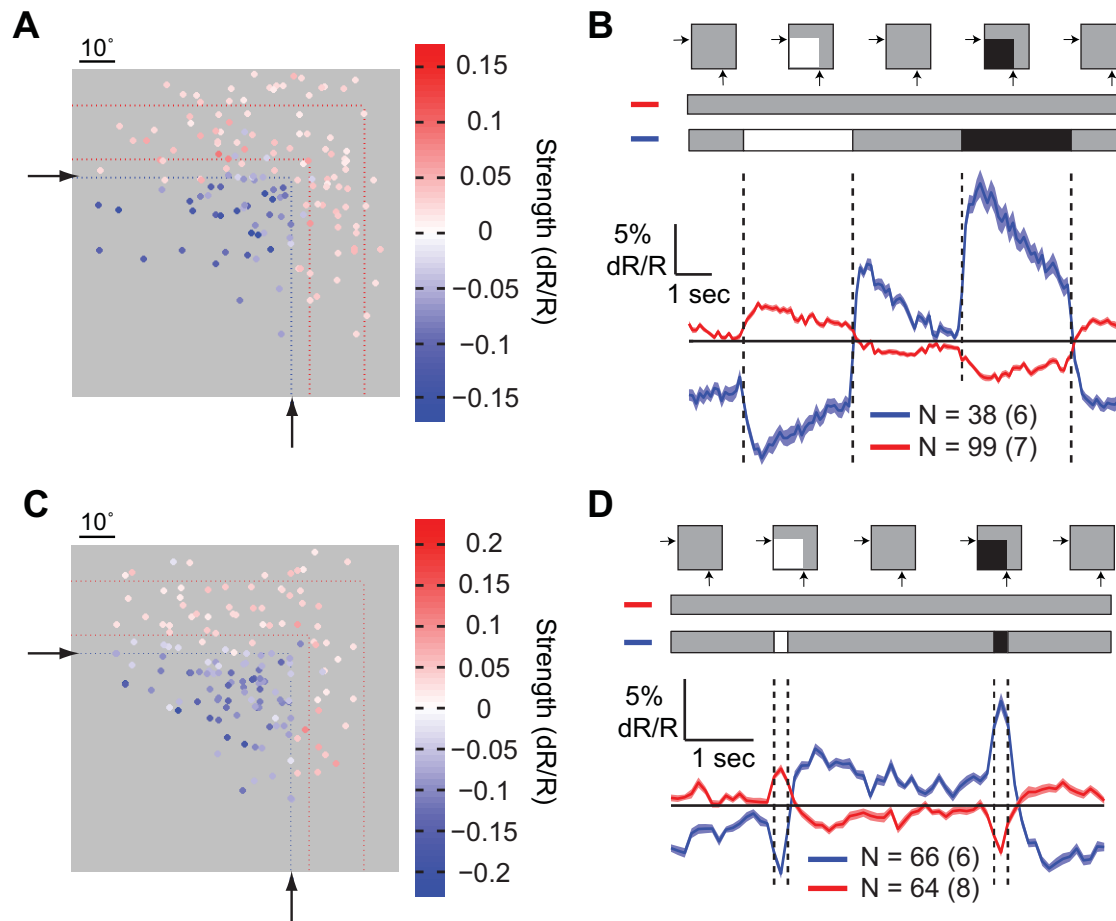 A
10°
0.15
0.1
0.05
0
−0.05
−0.1
−0.15
Strength (dR/R)
B
5%
dR/R
1 sec
N = 38 (6)
N = 99 (7)
C
10°
0.2
0.15
0.1
0.05
0
−0.05
−0.1
−0.15
−0.2
Strength (dR/R)
D
5%
dR/R
1 sec
N = 66 (6)
N = 64 (8)